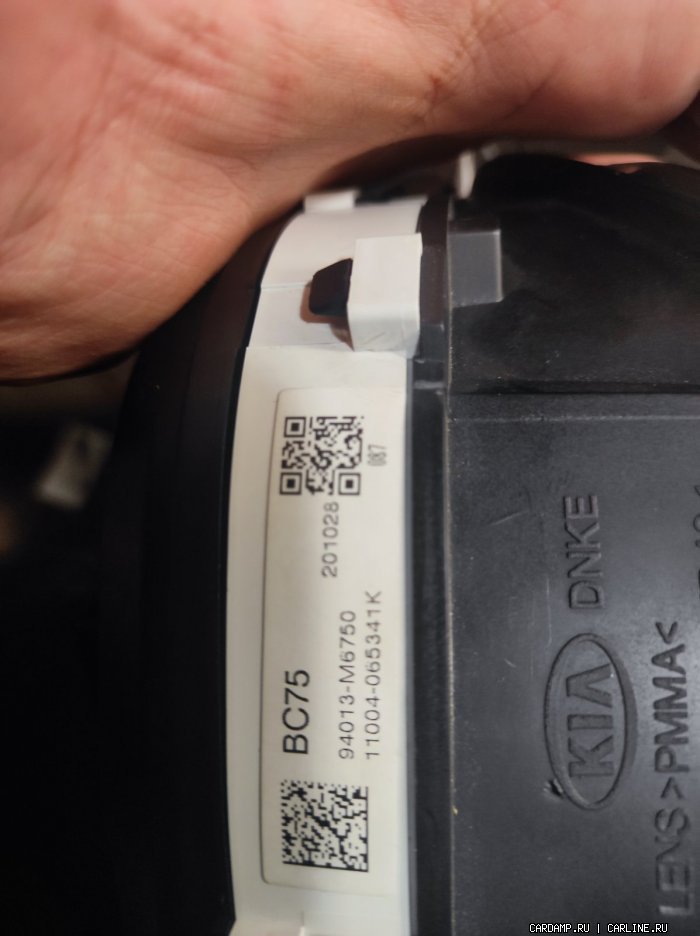 087
201028
BC75
94013-M6750
11004-065341K
KIA
DNKE
LENS >PMMA<
CARDAMP.RU | CARLINE.RU